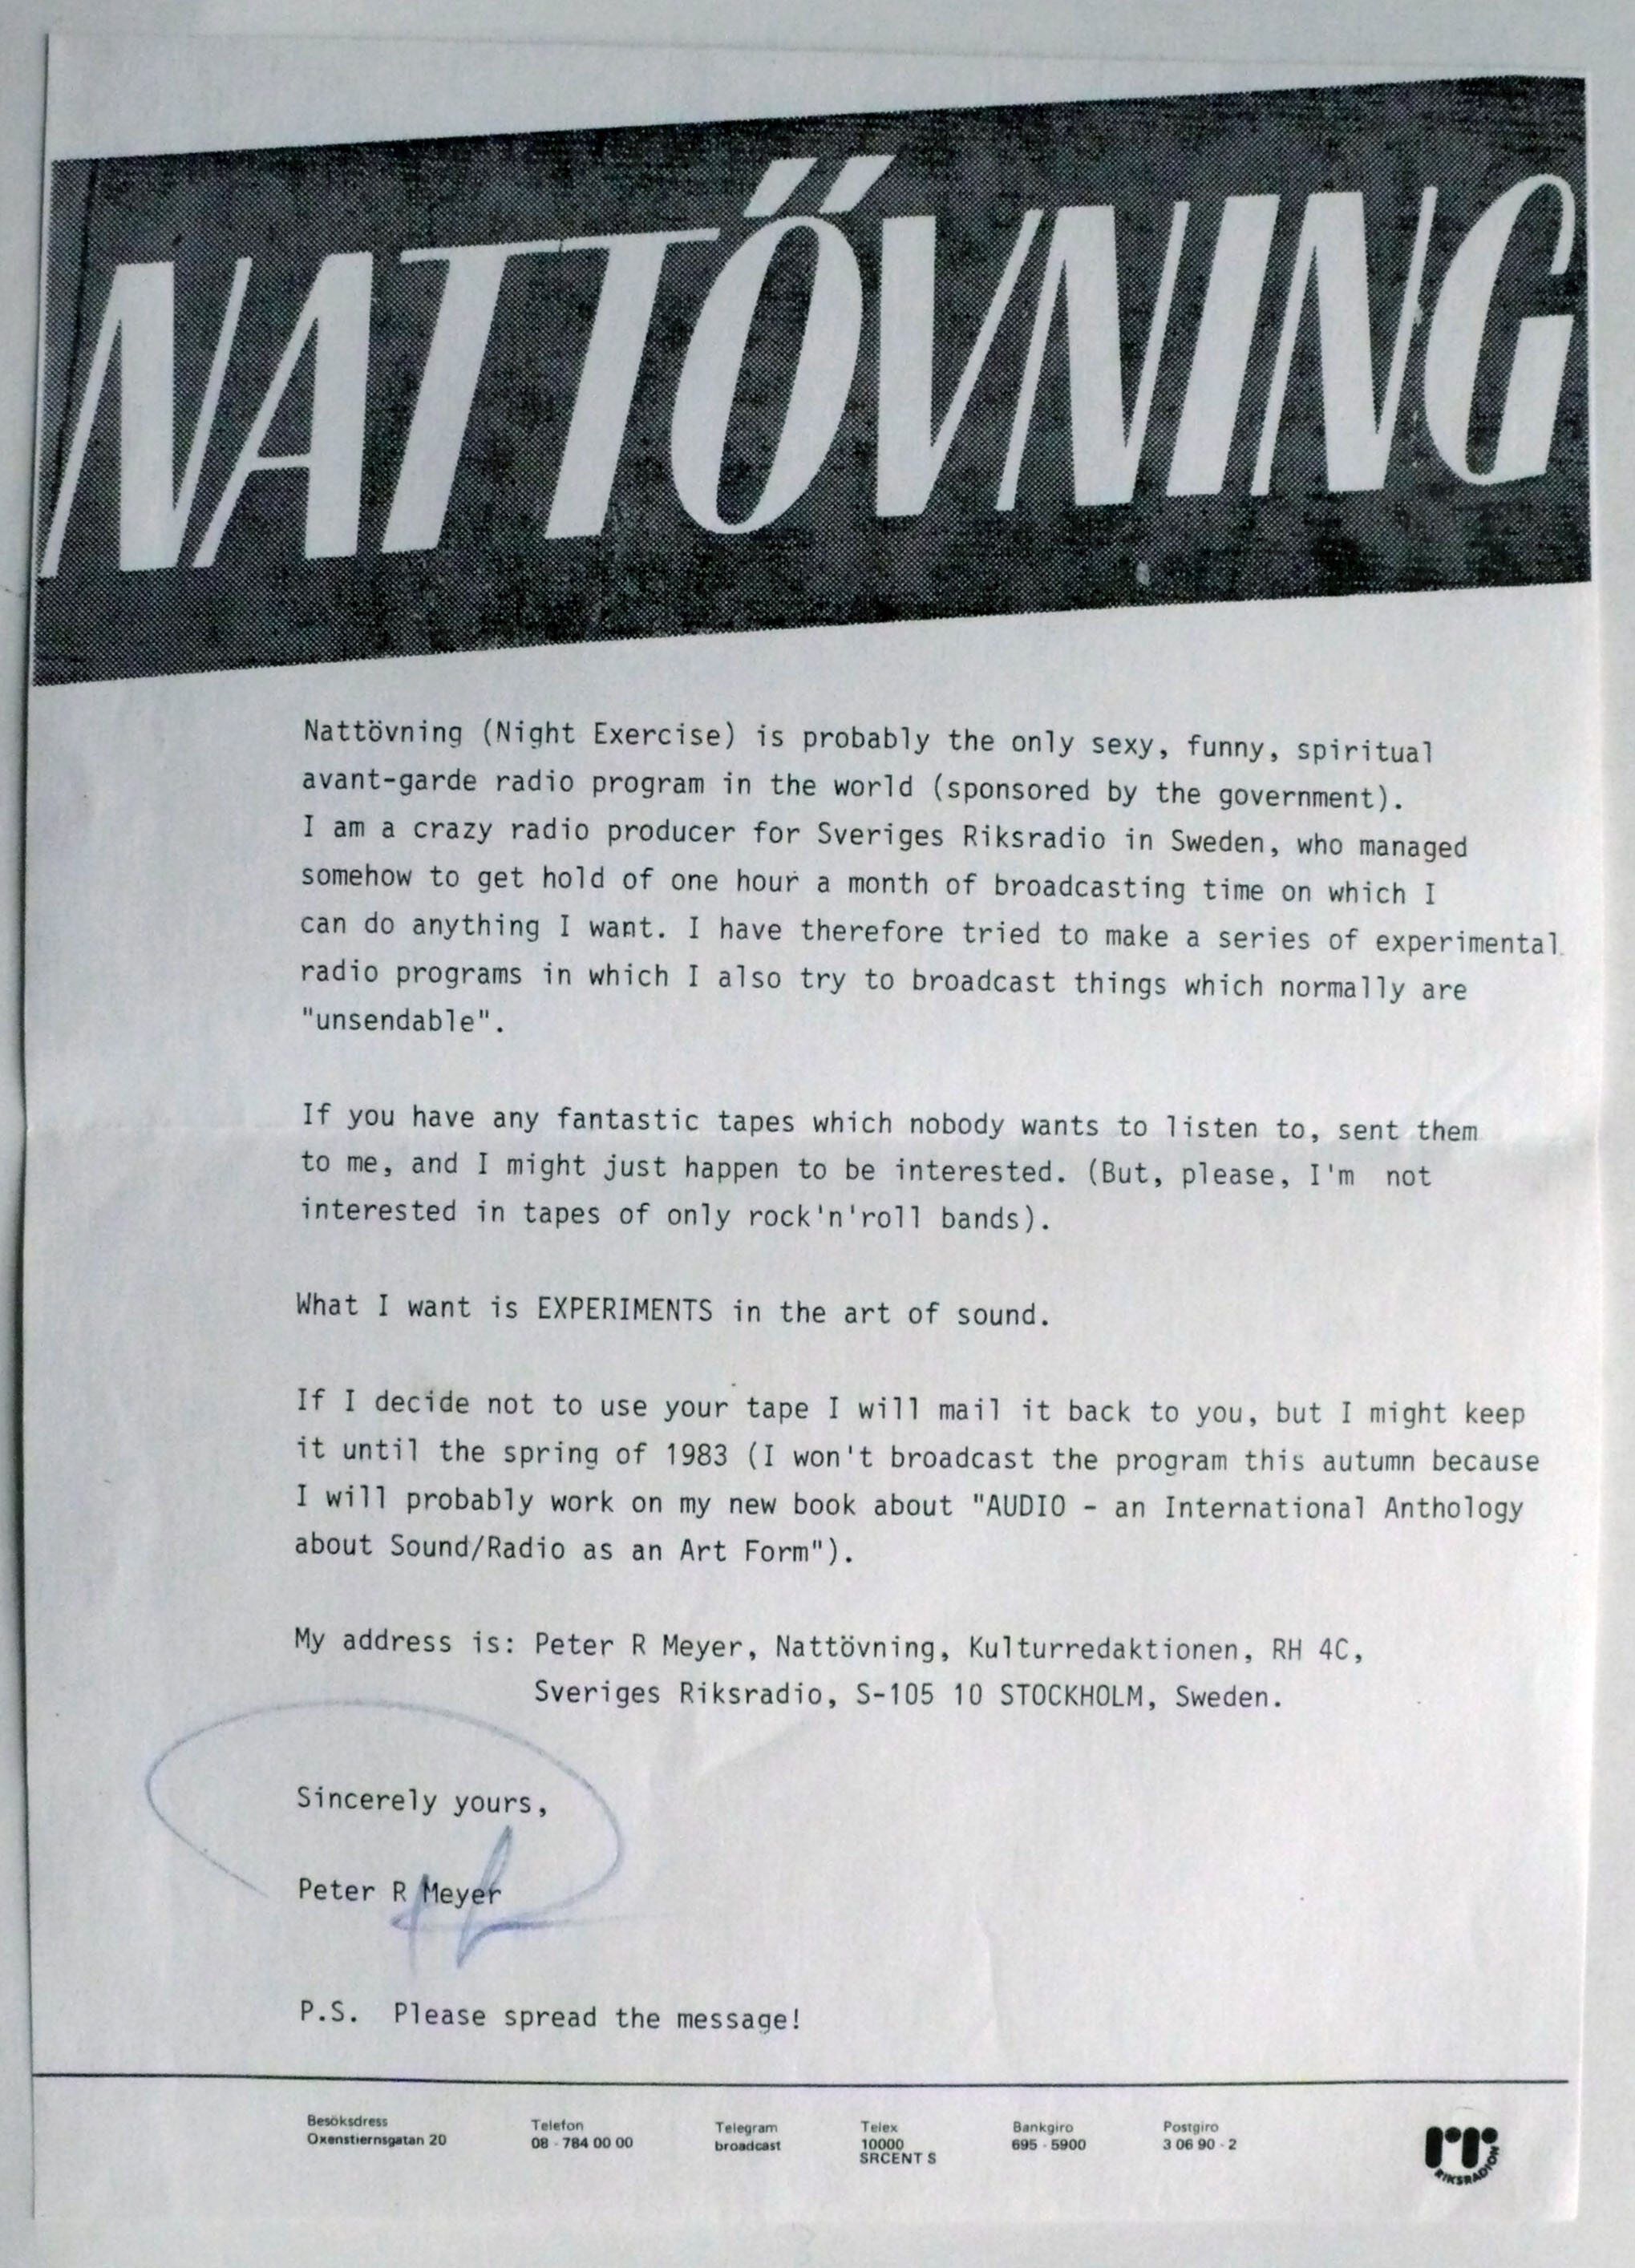 NATTÖVNING
Nattövning (Night Exercise) is probably the only sexy, funny, spiritual
avant-garde radio program in the world (sponsored by the government).
I am a crazy radio producer for Sveriges Riksradio in Sweden, who managed
somehow to get hold of one hour a month of broadcasting time on which I
can do anything I want. I have therefore tried to make a series of experimental
radio programs in which I also try to broadcast things which normally are
"unsendable".
If you have any fantastic tapes which nobody wants to listen to, sent them
to me, and I might just happen to be interested. (But, please, I'm not
interested in tapes of only rock'n'roll bands).
What I want is EXPERIMENTS in the art of sound.
If I decide not to use your tape I will mail it back to you, but I might keep
it until the spring of 1983 (I won't broadcast the program this autumn because
I will probably work on my new book about "AUDIO - an International Anthology
about Sound/Radio as an Art Form").
My address is: Peter R Meyer, Nattövning, Kulturredaktionen, RH 4C,
Sveriges Riksradio, S-105 10 STOCKHOLM, Sweden.
Sincerely yours,
Peter R Meyer
P.S. Please spread the message!
Besöksdress Telefon Telegram Telex Bankgiro Postgiro
Oxenstiernsgatan 20 08 - 784 00 00 broadcast 10000 695 - 5900 3 06 90 - 2
SRCENT S
rr
RIKSRADION